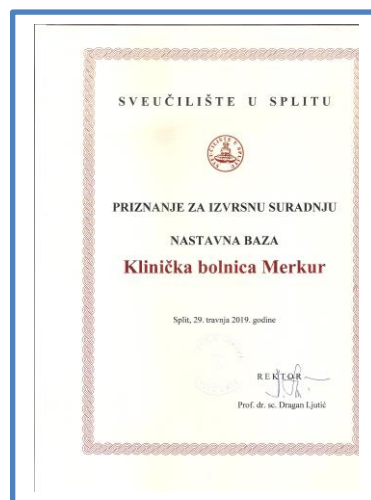 SVEUČILIŠTE U SPLITU
PRIZNANJE ZA IZVRSNU SURADNJU
NASTAVNA BAZA
Klinička bolnica Merkur
Split, 29. travnja 2019. godine
REKTOR
Prof. dr. sc. Dragan Ljutić